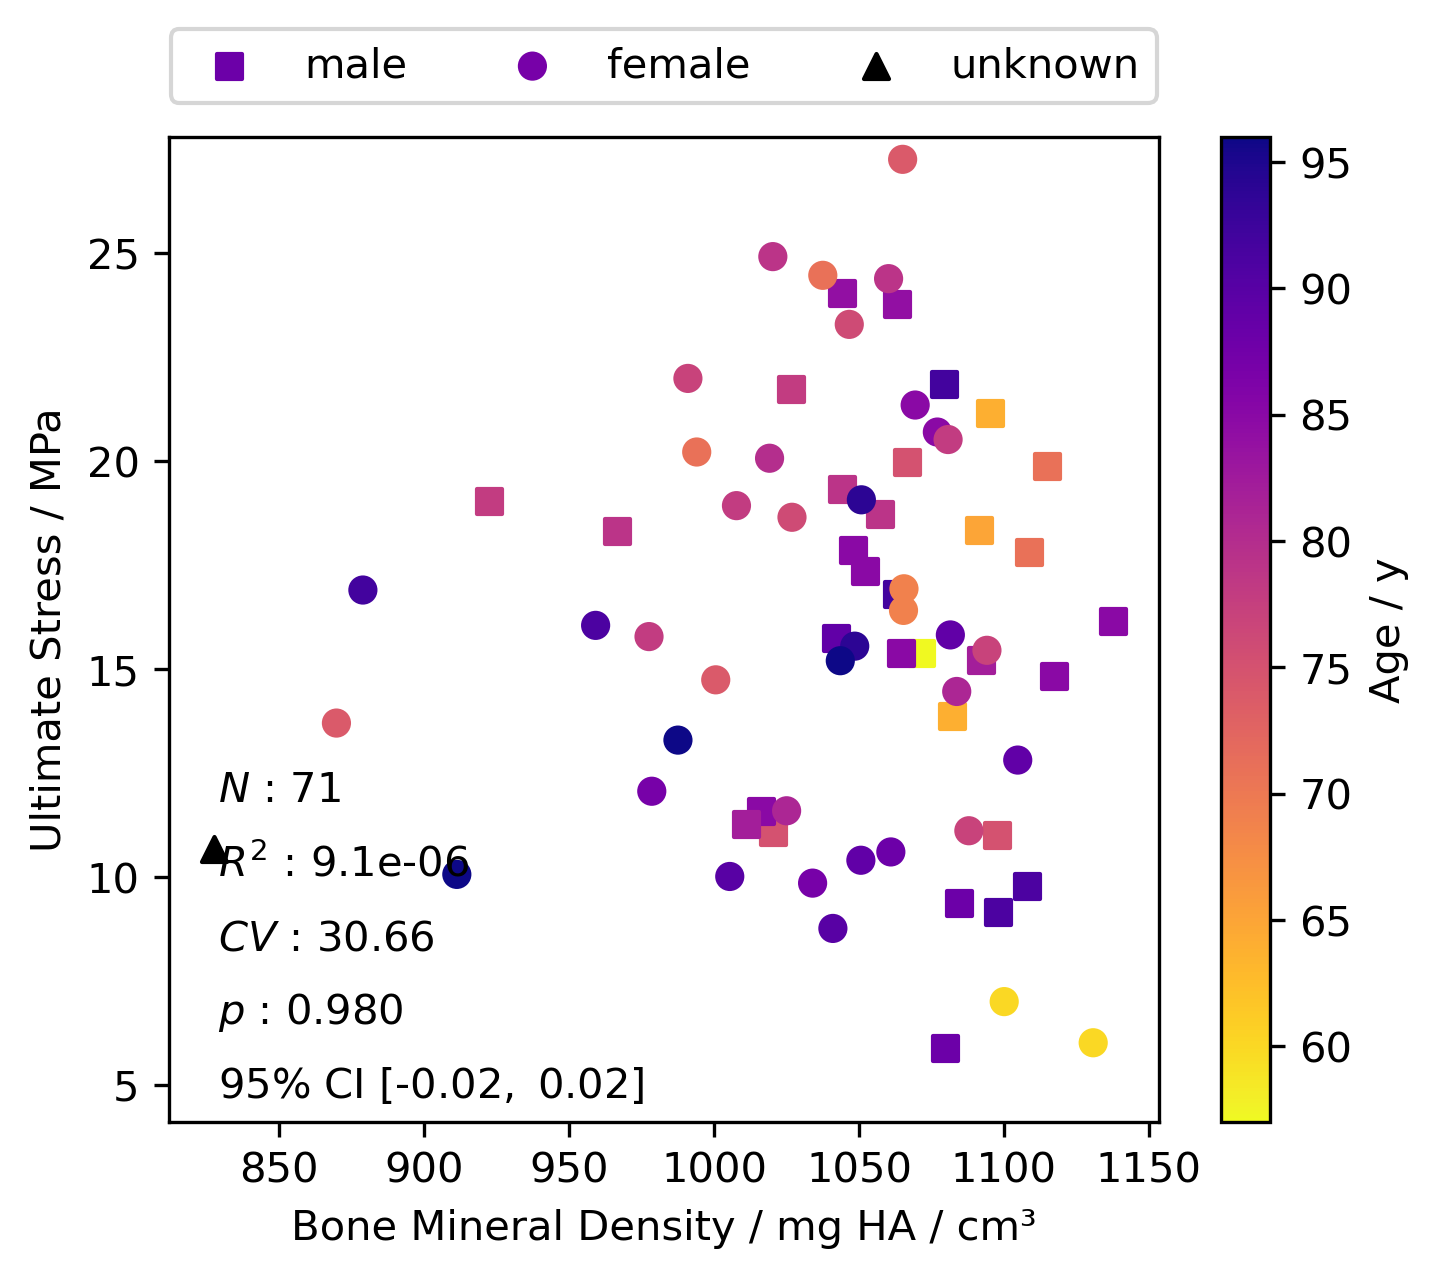 male female unknown
25
20
15
10
5
Ultimate Stress / MPa
N : 71
R² : 9.1e-06
CV : 30.66
p : 0.980
95% CI [-0.02, 0.02]
850 900 950 1000 1050 1100 1150
Bone Mineral Density / mg HA / cm³
95
90
85
80
75
70
65
60
Age / y